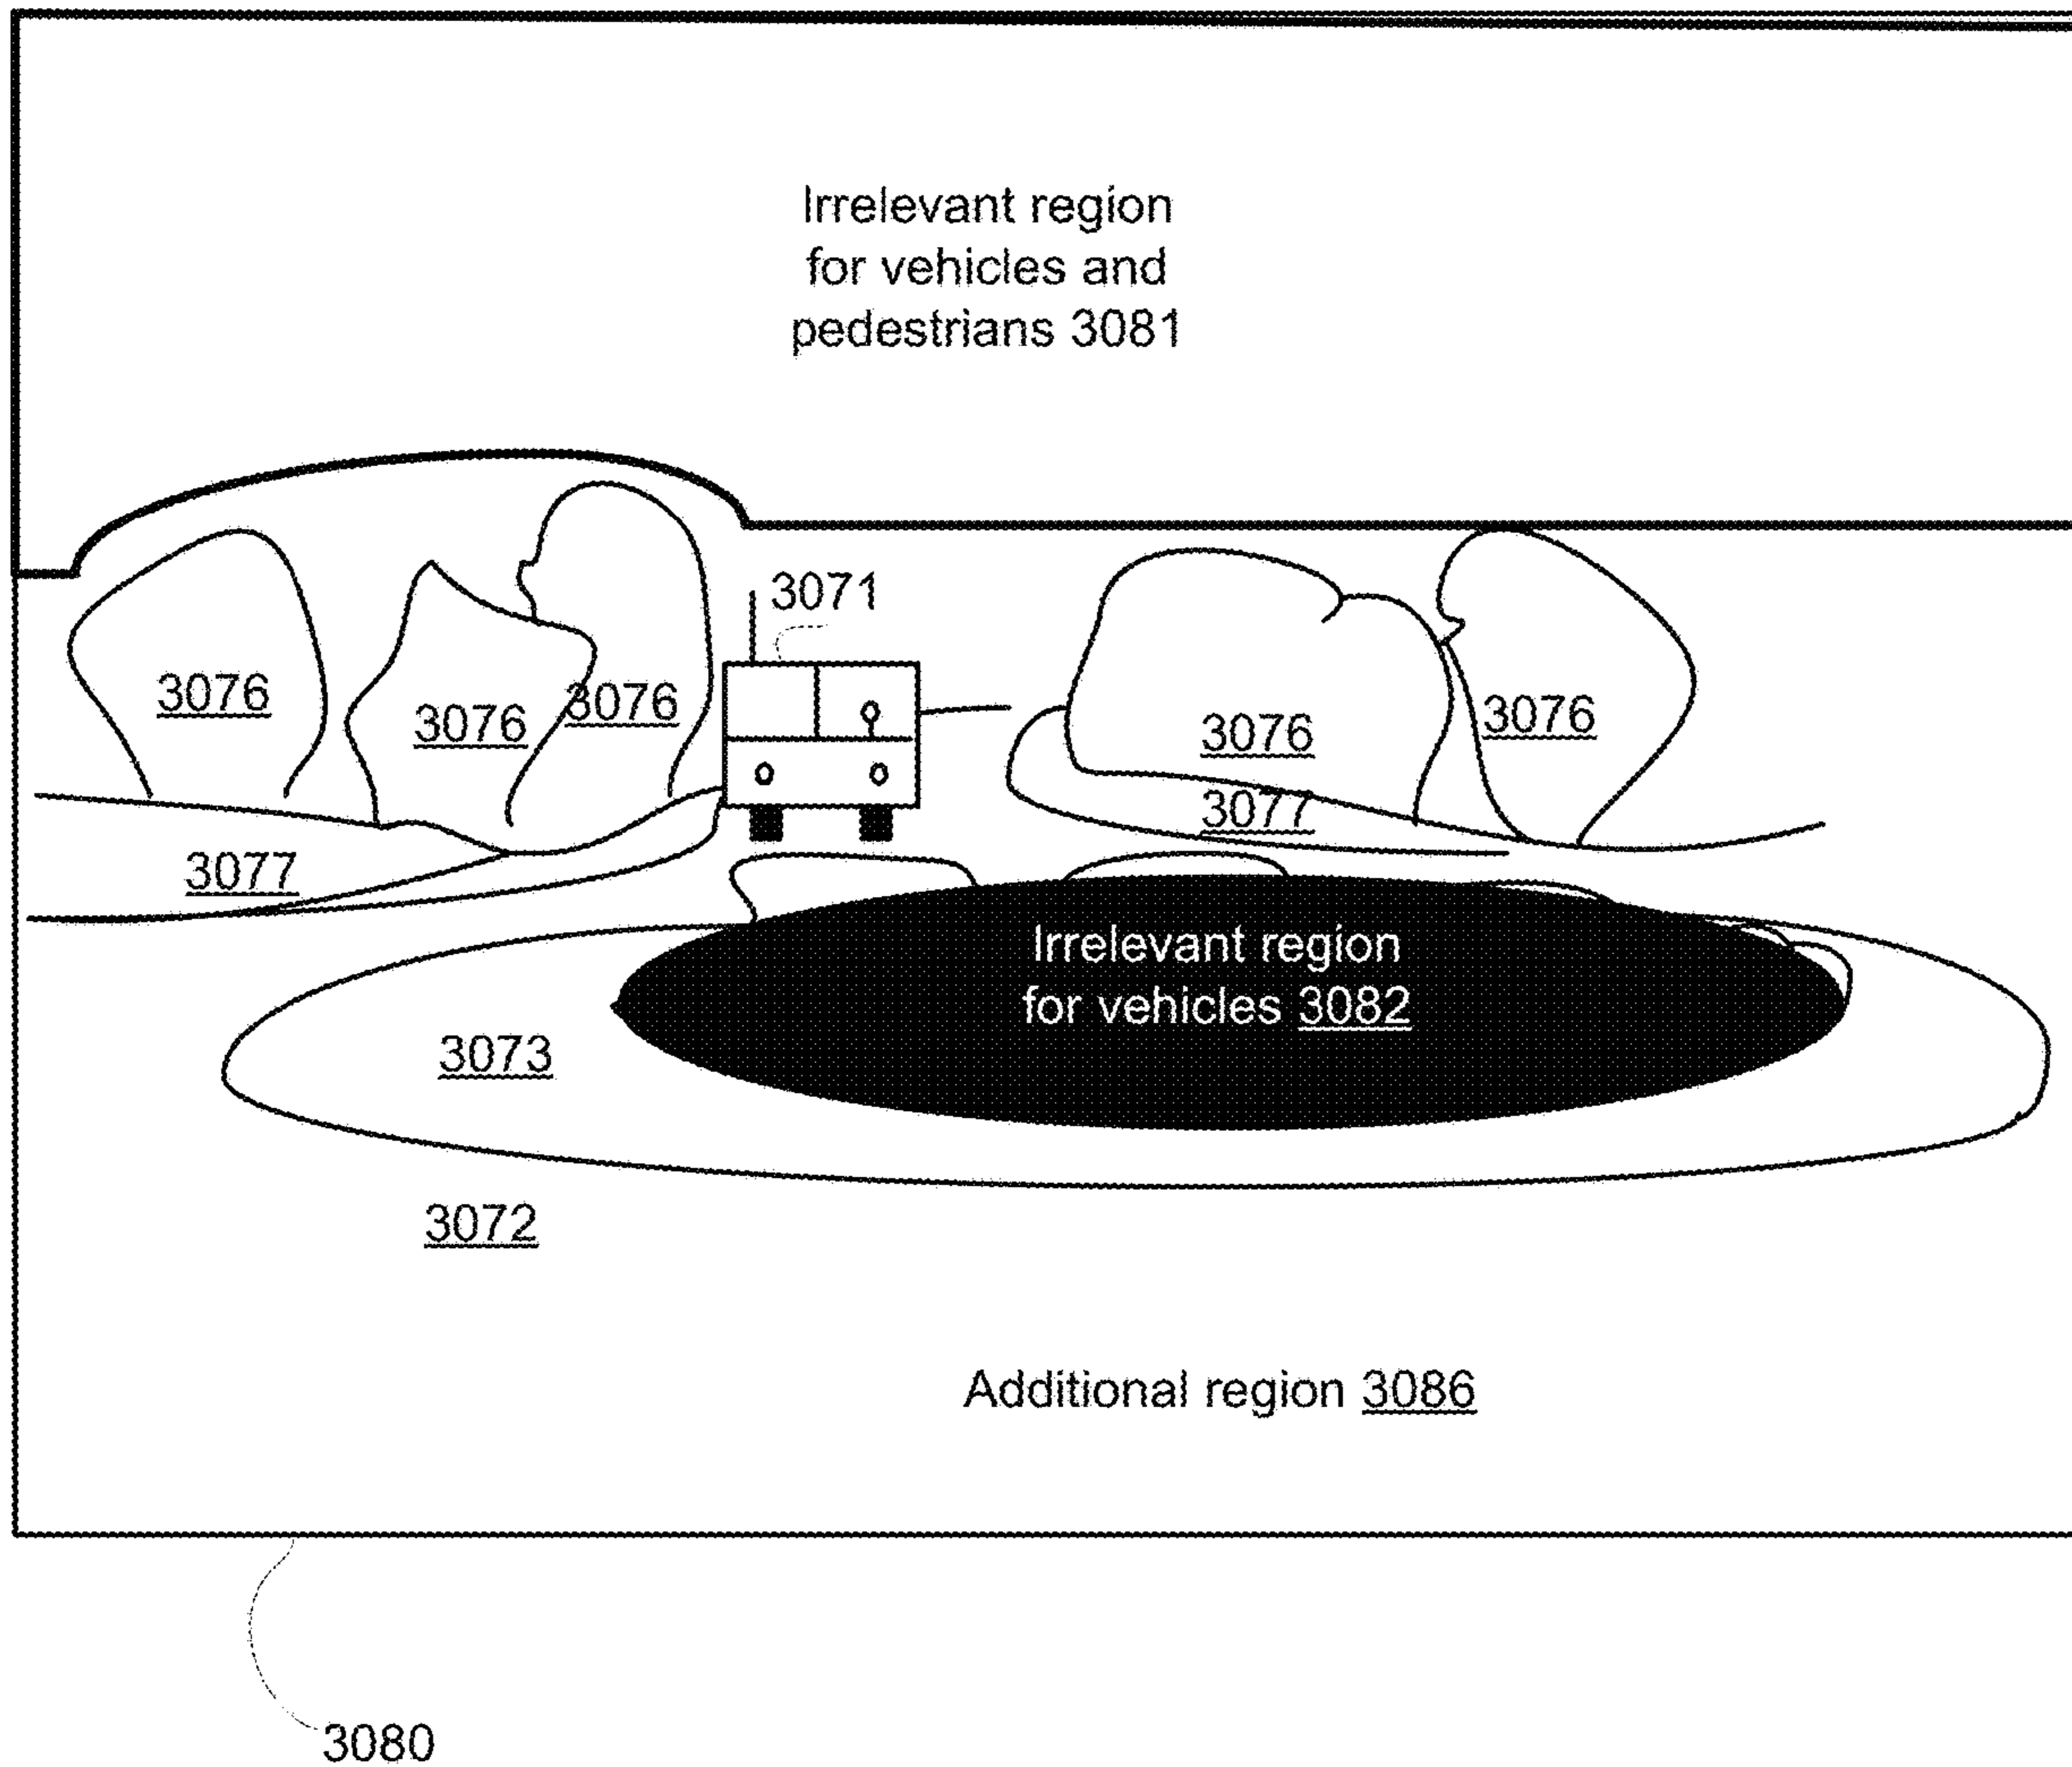 Irrelevant region
for vehicles and
pedestrians 3081
3071
3076
3076
3076
3076
3076
3077
3077
Irrelevant region
for vehicles 3082
3073
3072
Additional region 3086
3080